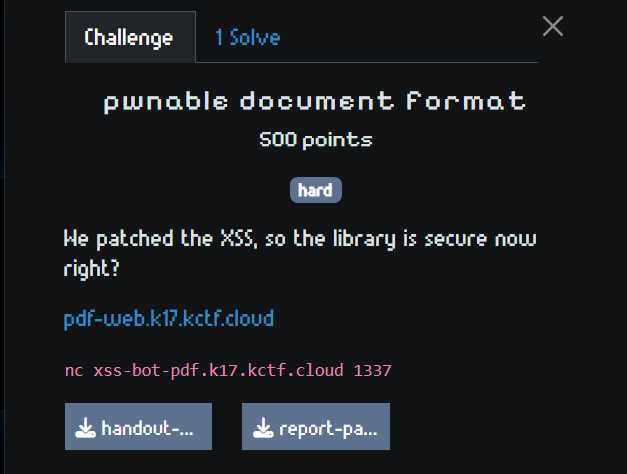 Challenge
1 Solve
pwnable document format
500 points
hard
We patched the XSS, so the library is secure now
right?
pdf-web.k17.kctf.cloud
nc xss-bot-pdf.k17.kctf.cloud 1337
handout-...
report-pa...